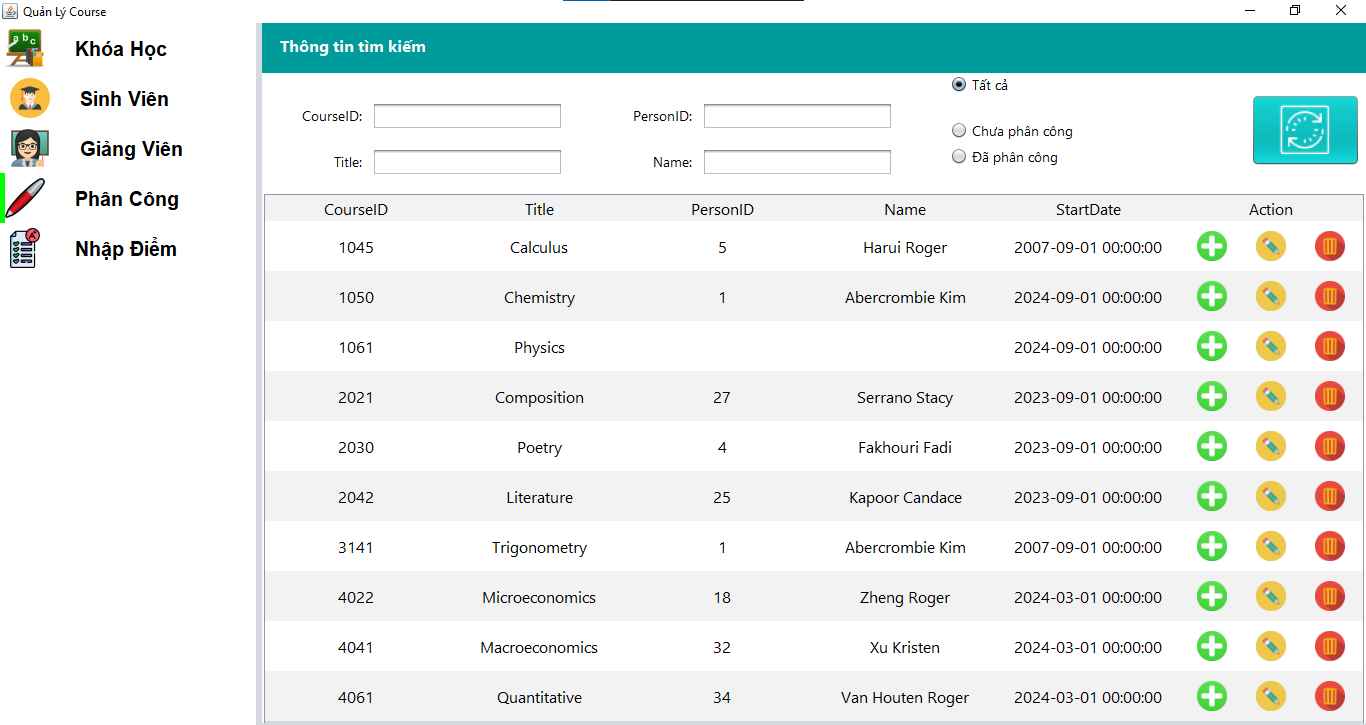 Quản Lý Course
Khóa Học
Sinh Viên
Giảng Viên
Phân Công
Nhập Điểm
Thông tin tìm kiếm
CourseID:
PersonID:
Title:
Name:
Tất cả
Chưa phân công
Đã phân công
CourseID Title PersonID Name StartDate Action
1045 Calculus 5 Harui Roger 2007-09-01 00:00:00
1050 Chemistry 1 Abercrombie Kim 2024-09-01 00:00:00
1061 Physics 2024-09-01 00:00:00
2021 Composition 27 Serrano Stacy 2023-09-01 00:00:00
2030 Poetry 4 Fakhouri Fadi 2023-09-01 00:00:00
2042 Literature 25 Kapoor Candace 2023-09-01 00:00:00
3141 Trigonometry 1 Abercrombie Kim 2007-09-01 00:00:00
4022 Microeconomics 18 Zheng Roger 2024-03-01 00:00:00
4041 Macroeconomics 32 Xu Kristen 2024-03-01 00:00:00
4061 Quantitative 34 Van Houten Roger 2024-03-01 00:00:00